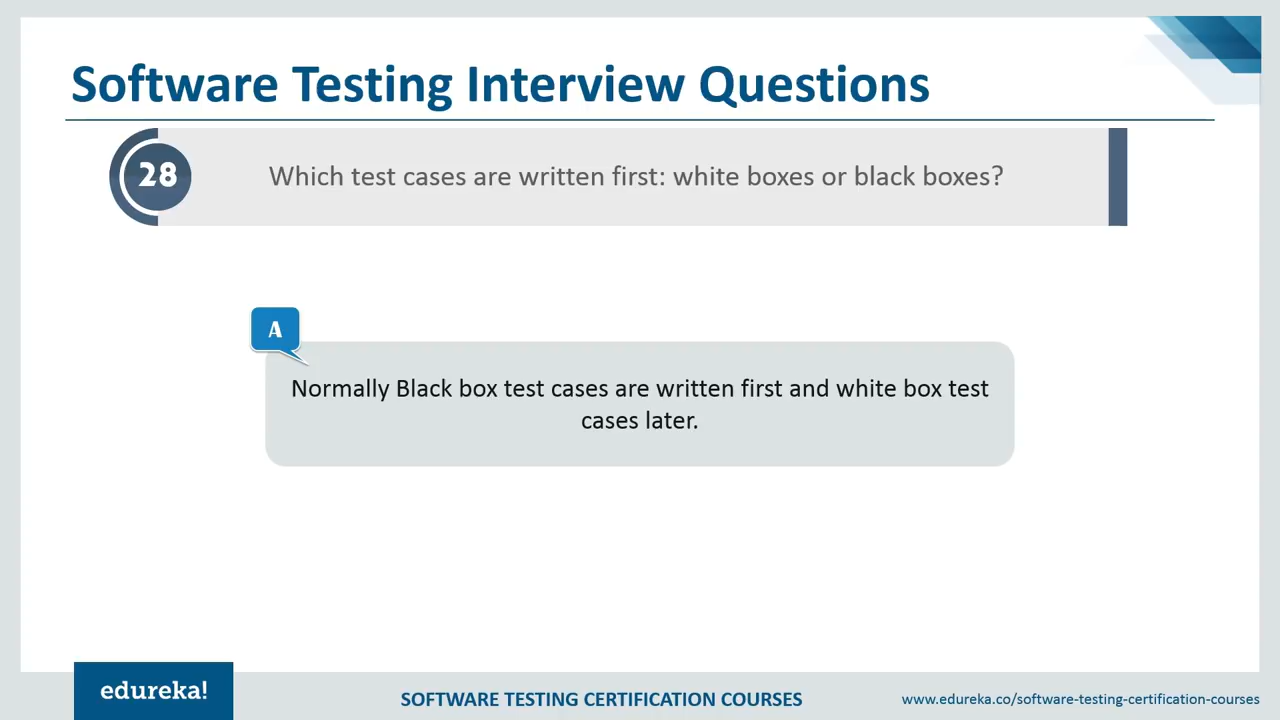 Software Testing Interview Questions
28
Which test cases are written first: white boxes or black boxes?
A
Normally Black box test cases are written first and white box test
cases later.
edureka!
SOFTWARE TESTING CERTIFICATION COURSES
www.edureka.co/software-testing-certification-courses